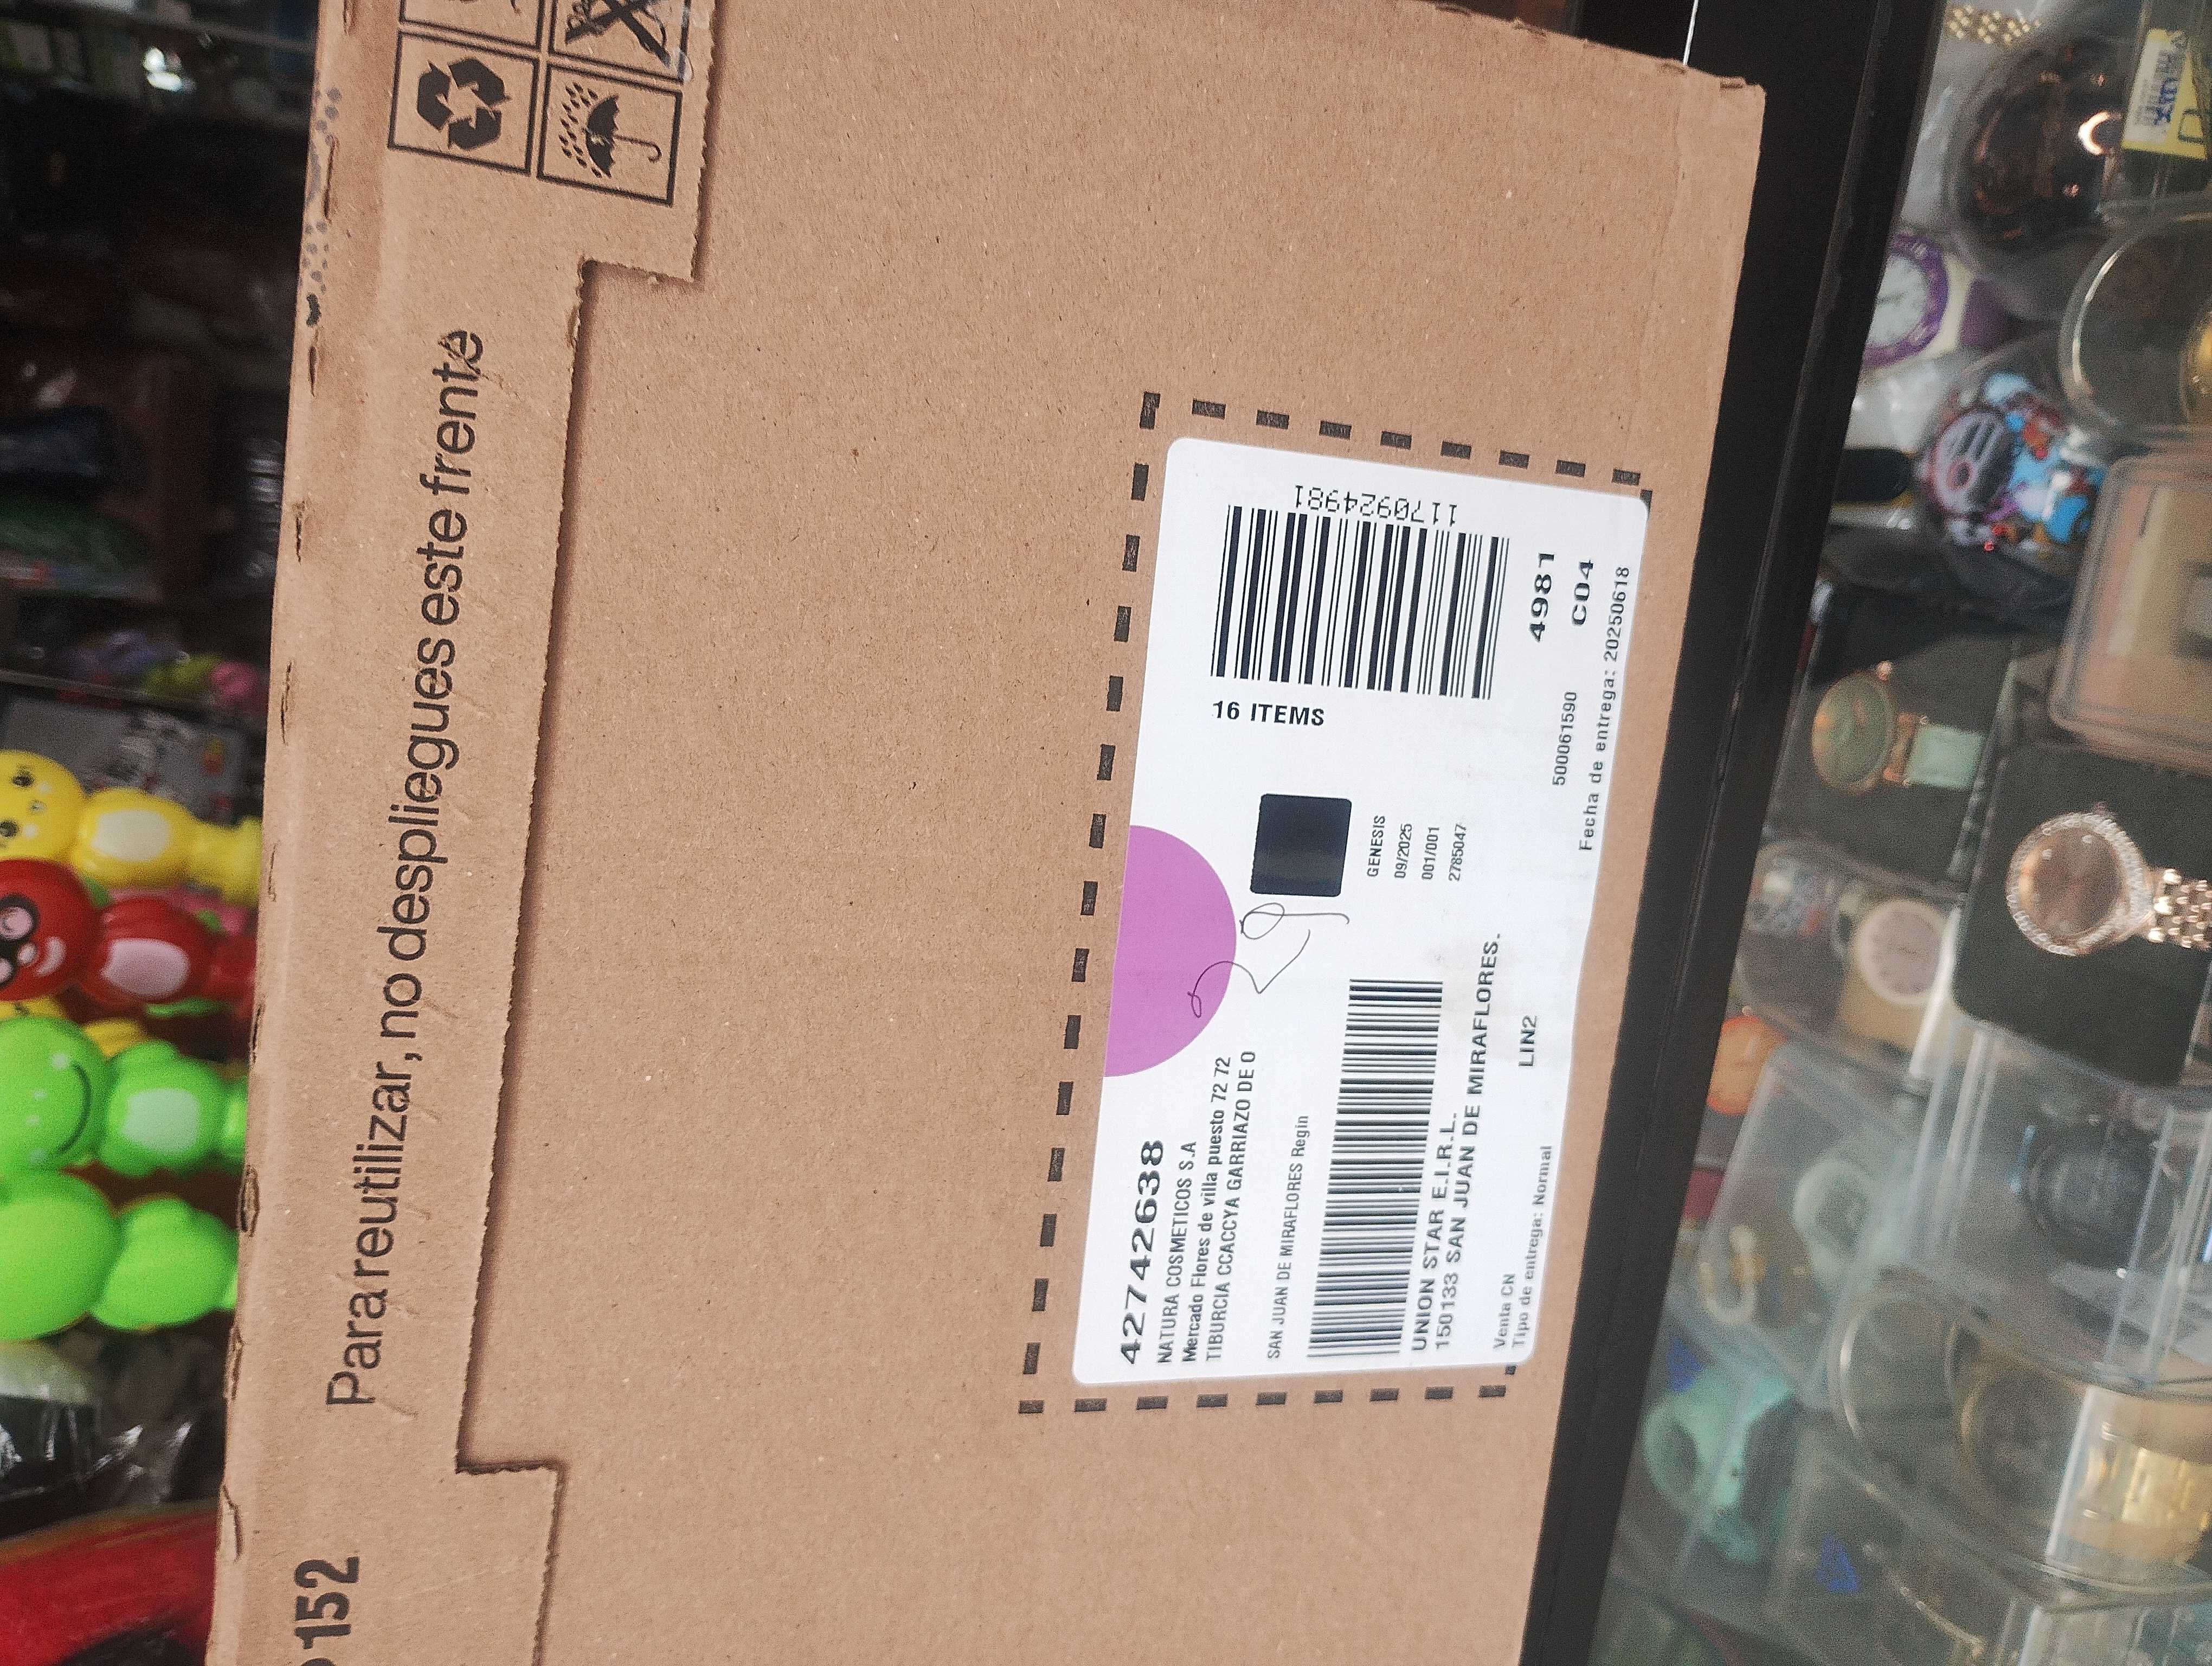 Para reutilizar, no despliegues este frente
152
427742638
NATURA COSMETICOS S.A
Mercado Flores de villa puesto 72 72
TIBURCIA CCACCYA GARRIAZO DE O
SAN JUAN DE MIRAFLORES Regin
UNION STAR E.I.R.L.
150133 SAN JUAN DE MIRAFLORES.
Venta CN
LIN2
Tipo de entrega: Normal
29
GENESIS
09/2025
001/001
2785047
16 ITEMS
1170924981
4981
500061590
C04
Fecha de entrega: 20250618